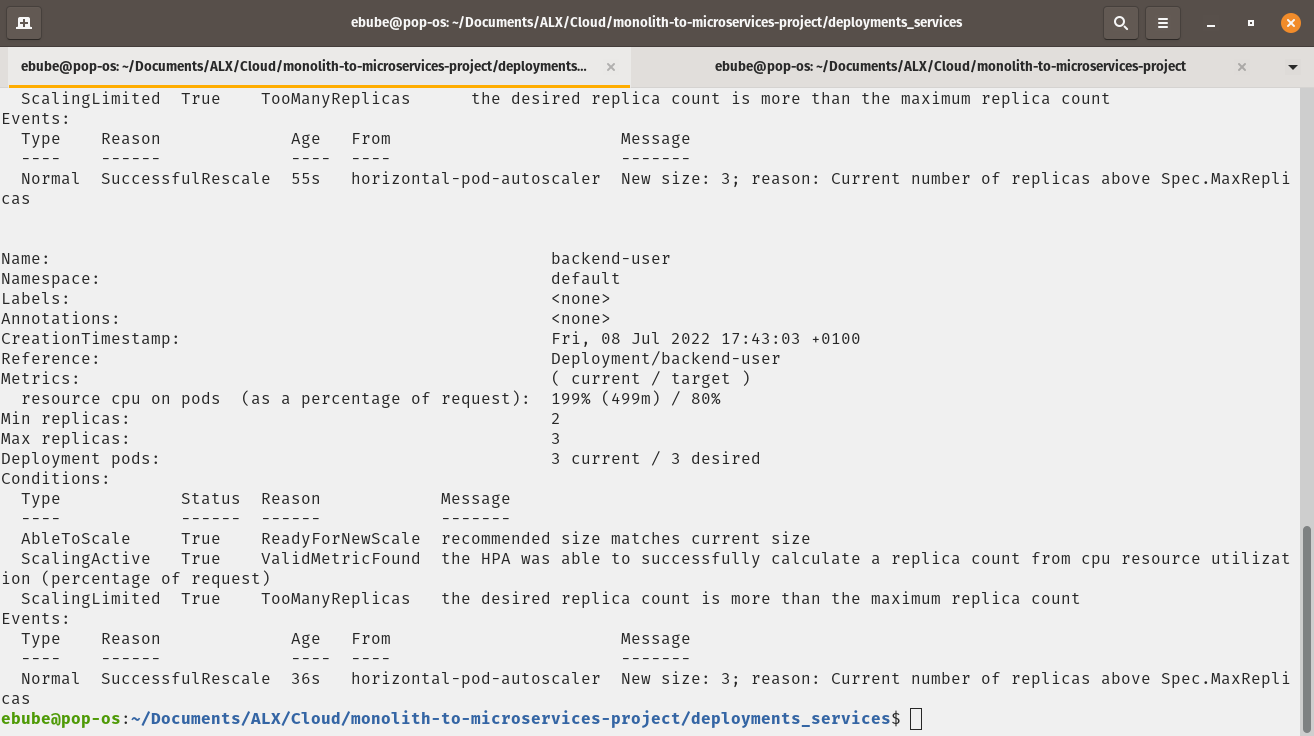 ebube@pop-os: ~/Documents/ALX/Cloud/monolith-to-microservices-project/deployments_services
ebube@pop-os: ~/Documents/ALX/Cloud/monolith-to-microservices-project/deployments...
ebube@pop-os: ~/Documents/ALX/Cloud/monolith-to-microservices-project
  ScalingLimited  True    TooManyReplicas      the desired replica count is more than the maximum replica count
Events:
  Type    Reason             Age   From                       Message
  ----    ------             ----  ----                       -------
  Normal  SuccessfulRescale  55s   horizontal-pod-autoscaler  New size: 3; reason: Current number of replicas above Spec.MaxRepli
cas
Name:                                                  backend-user
Namespace:                                             default
Labels:                                                <none>
Annotations:                                           <none>
CreationTimestamp:                                     Fri, 08 Jul 2022 17:43:03 +0100
Reference:                                             Deployment/backend-user
Metrics:                                               ( current / target )
  resource cpu on pods  (as a percentage of request):  199% (499m) / 80%
Min replicas:                                          2
Max replicas:                                          3
Deployment pods:                                       3 current / 3 desired
Conditions:
  Type            Status  Reason            Message
  ----            ------  ------            -------
  AbleToScale     True    ReadyForNewScale  recommended size matches current size
  ScalingActive   True    ValidMetricFound  the HPA was able to successfully calculate a replica count from cpu resource utilizat
ion (percentage of request)
  ScalingLimited  True    TooManyReplicas   the desired replica count is more than the maximum replica count
Events:
  Type    Reason             Age   From                       Message
  ----    ------             ----  ----                       -------
  Normal  SuccessfulRescale  36s   horizontal-pod-autoscaler  New size: 3; reason: Current number of replicas above Spec.MaxRepli
cas
ebube@pop-os:~/Documents/ALX/Cloud/monolith-to-microservices-project/deployments_services$